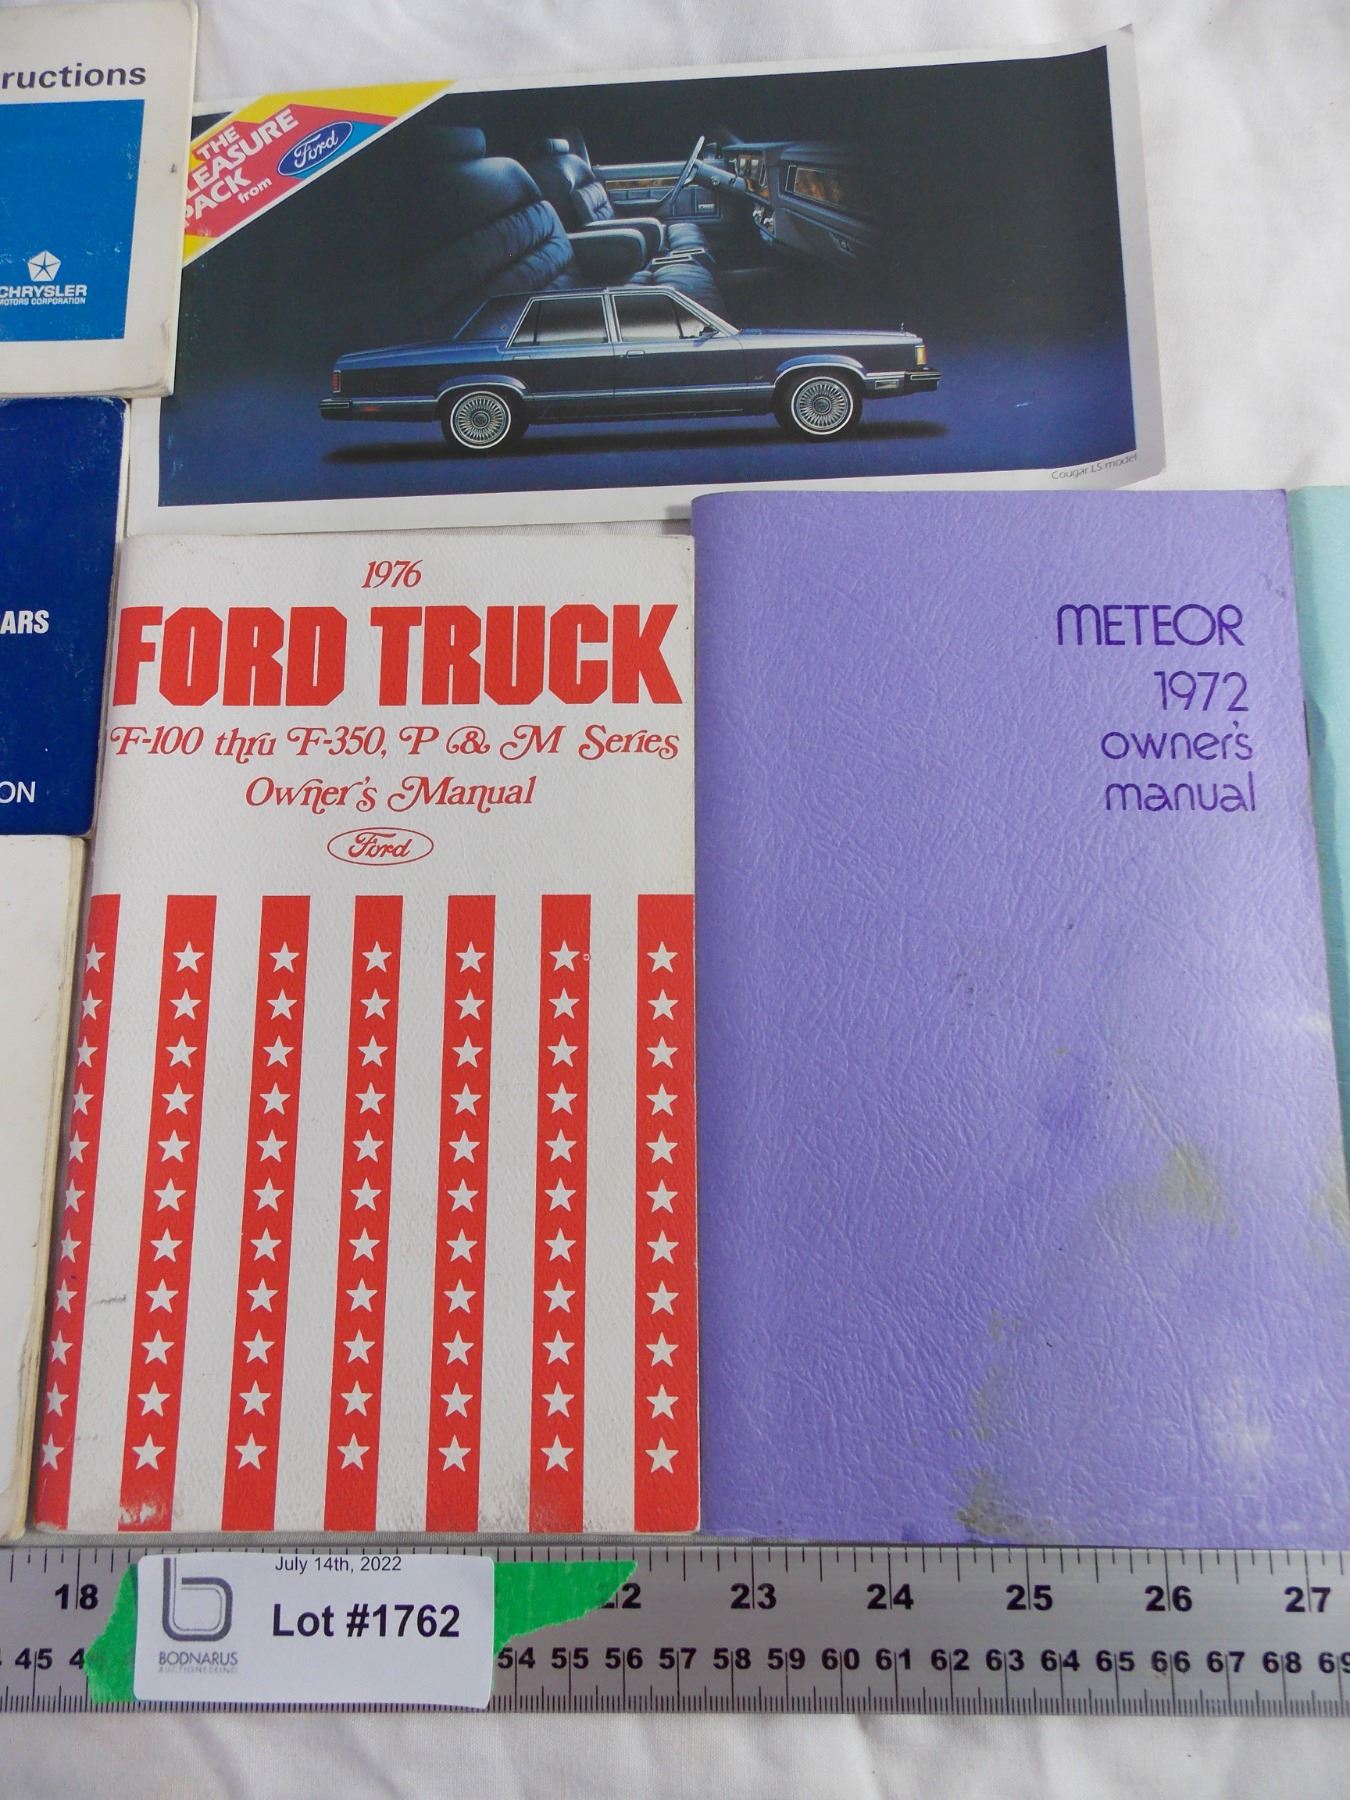 ructions
CHRYSLER
MOTORS CORPORATION
THE
LEASURE
PACK
from
Ford
Cougar LS model
ARS
ON
1976
FORD TRUCK
F-100 thru F-350, P & M Series
Owner's Manual
Ford
METEOR
1972
owner's
manual
18 22 23 24 25 26 27
45 4 54 55 56 57 58 59 60 61 62 63 64 65 66 67 68 69
July 14th, 2022
Lot #1762
BODNARUS
AUCTIONEERING